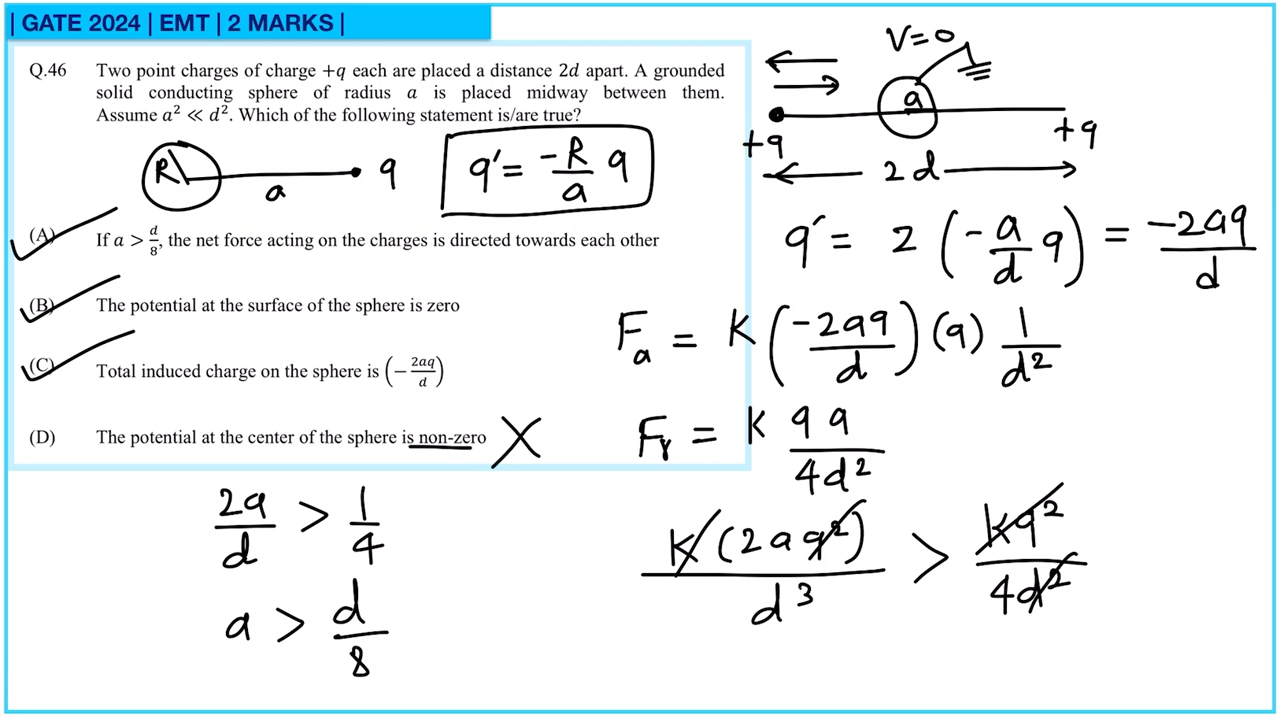 | GATE 2024 | EMT | 2 MARKS |
Q.46 Two point charges of charge +q each are placed a distance 2d apart. A grounded
solid conducting sphere of radius a is placed midway between them.
Assume a² ≪ d². Which of the following statement is/are true?
R a q
q' = -R/a q
(A) If a > d/8, the net force acting on the charges is directed towards each other
(B) The potential at the surface of the sphere is zero
(C) Total induced charge on the sphere is (− 2aq/d)
(D) The potential at the center of the sphere is non-zero
V=0
a
+q +q
2d
q' = 2 (-a/d q) = -2aq/d
Fa = K (-2aq/d) (q) 1/d²
Fr = K qq/4d²
K(2aq²)/d³ > kq²/4d²
2a/d > 1/4
a > d/8